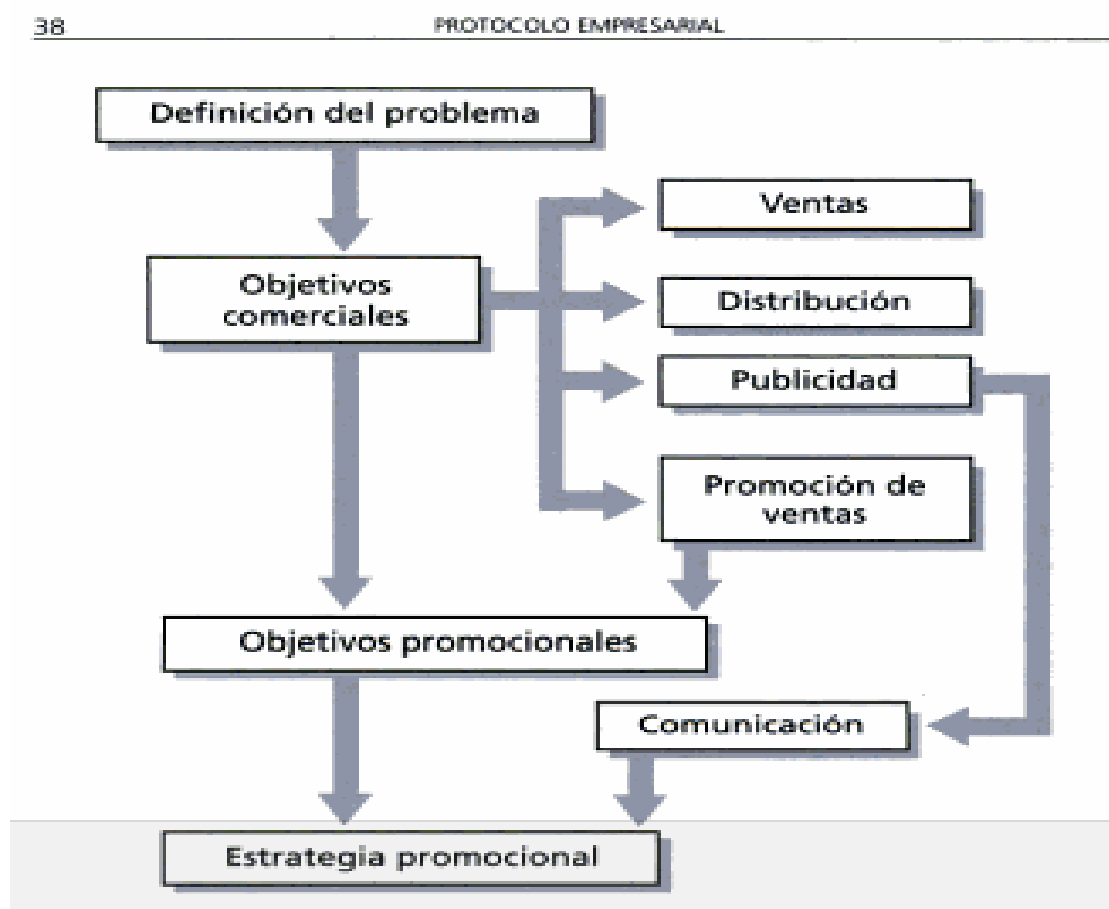 38
PROTOCOLO EMPRESARIAL
Definición del problema
Ventas
Objetivos
comerciales
Distribución
Publicidad
Promoción de
ventas
Objetivos promocionales
Comunicación
Estrategia promocional